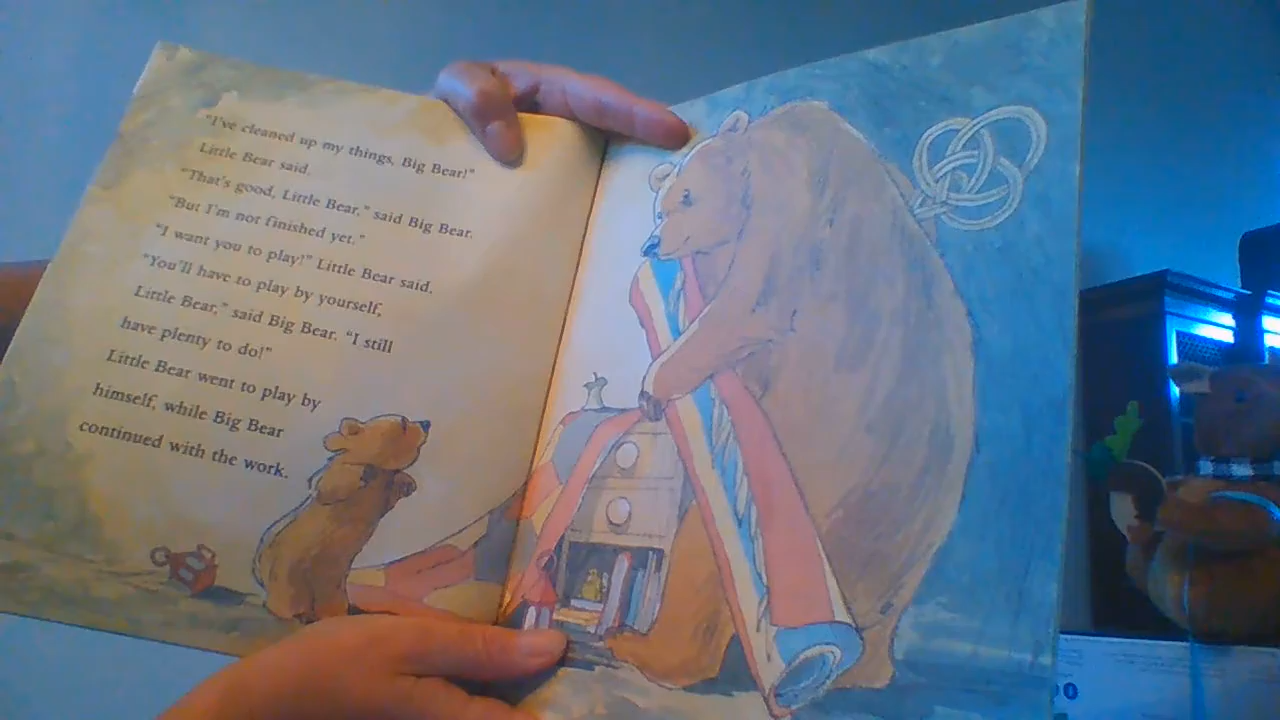 "I've cleaned up my things, Big Bear!"
Little Bear said.
"That's good, Little Bear," said Big Bear.
"But I'm not finished yet."
"I want you to play!" Little Bear said.
"You'll have to play by yourself,
Little Bear," said Big Bear. "I still
have plenty to do!"
Little Bear went to play by
himself, while Big Bear
continued with the work.